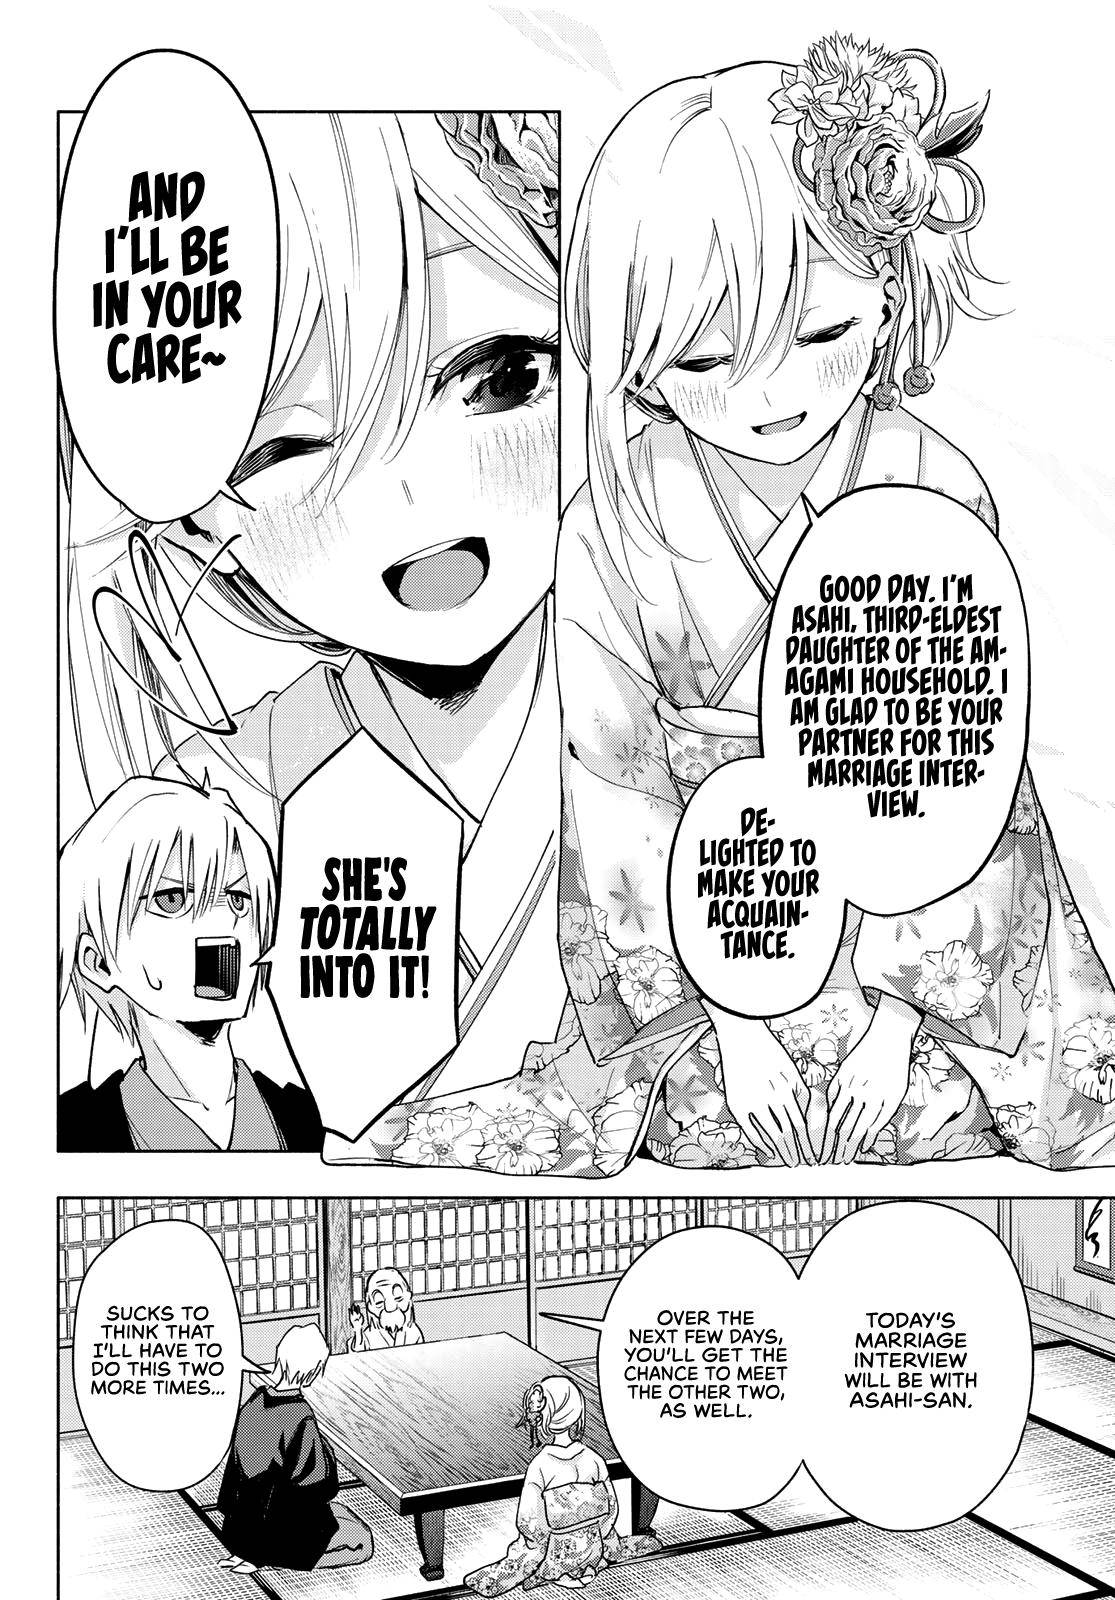 GOOD DAY. I'M
ASAHI, THIRD-ELDEST
DAUGHTER OF THE AM-
AGAMI HOUSEHOLD. I
AM GLAD TO BE YOUR
PARTNER FOR THIS
MARRIAGE INTER-
VIEW.
DE-
LIGHTED TO
MAKE YOUR
ACQUAIN-
TANCE.
AND
I'LL BE
IN YOUR
CARE~
SHE'S
TOTALLY
INTO IT!
TODAY'S
MARRIAGE
INTERVIEW
WILL BE WITH
ASAHI-SAN.
OVER THE
NEXT FEW DAYS,
YOU'LL GET THE
CHANCE TO MEET
THE OTHER TWO,
AS WELL.
SUCKS TO
THINK THAT
I'LL HAVE TO
DO THIS TWO
MORE TIMES...